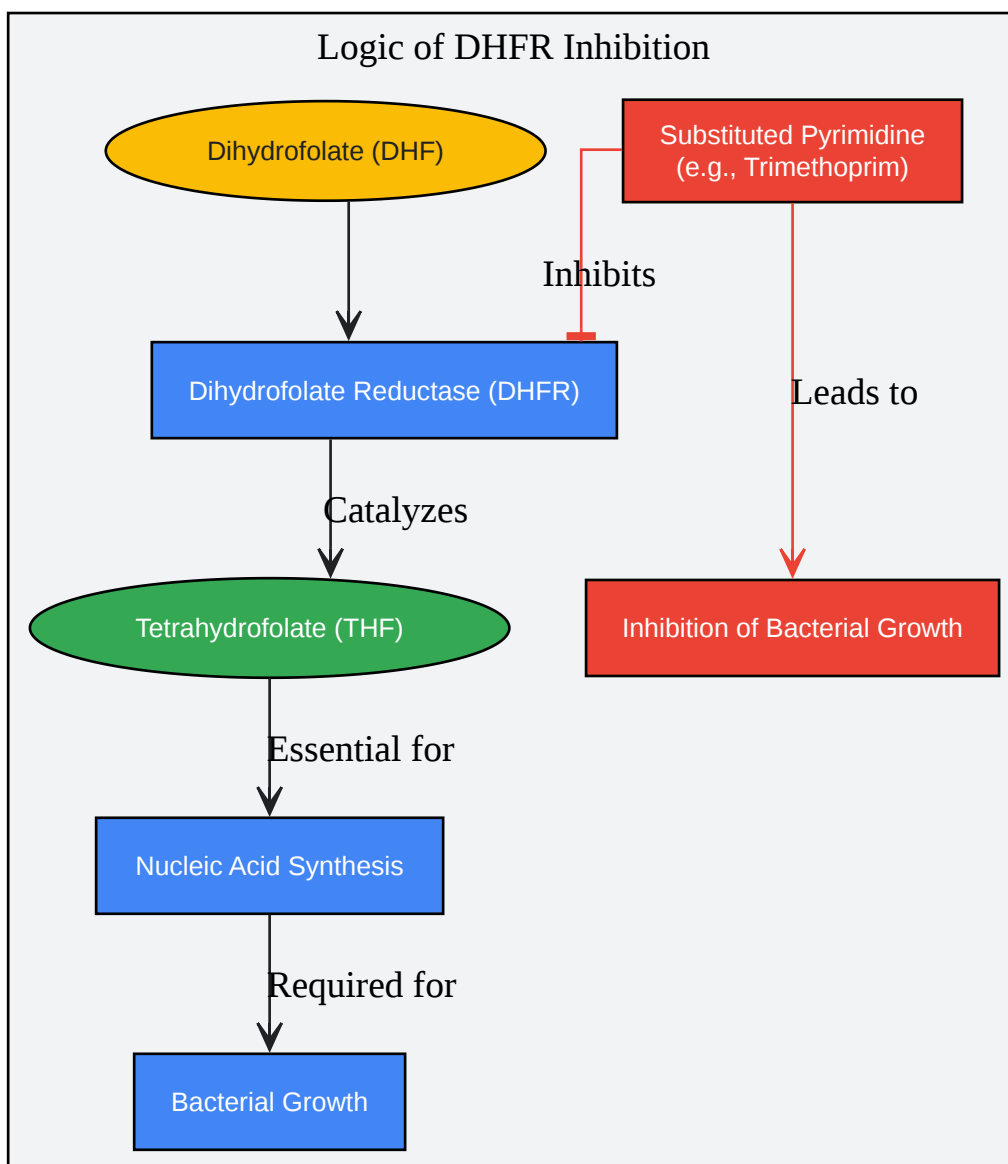 Logic of DHFR Inhibition
Dihydrofolate (DHF)
Substituted Pyrimidine
(e.g., Trimethoprim)
Inhibits
Dihydrofolate Reductase (DHFR)
Leads to
Catalyzes
Tetrahydrofolate (THF)
Inhibition of Bacterial Growth
Essential for
Nucleic Acid Synthesis
Required for
Bacterial Growth